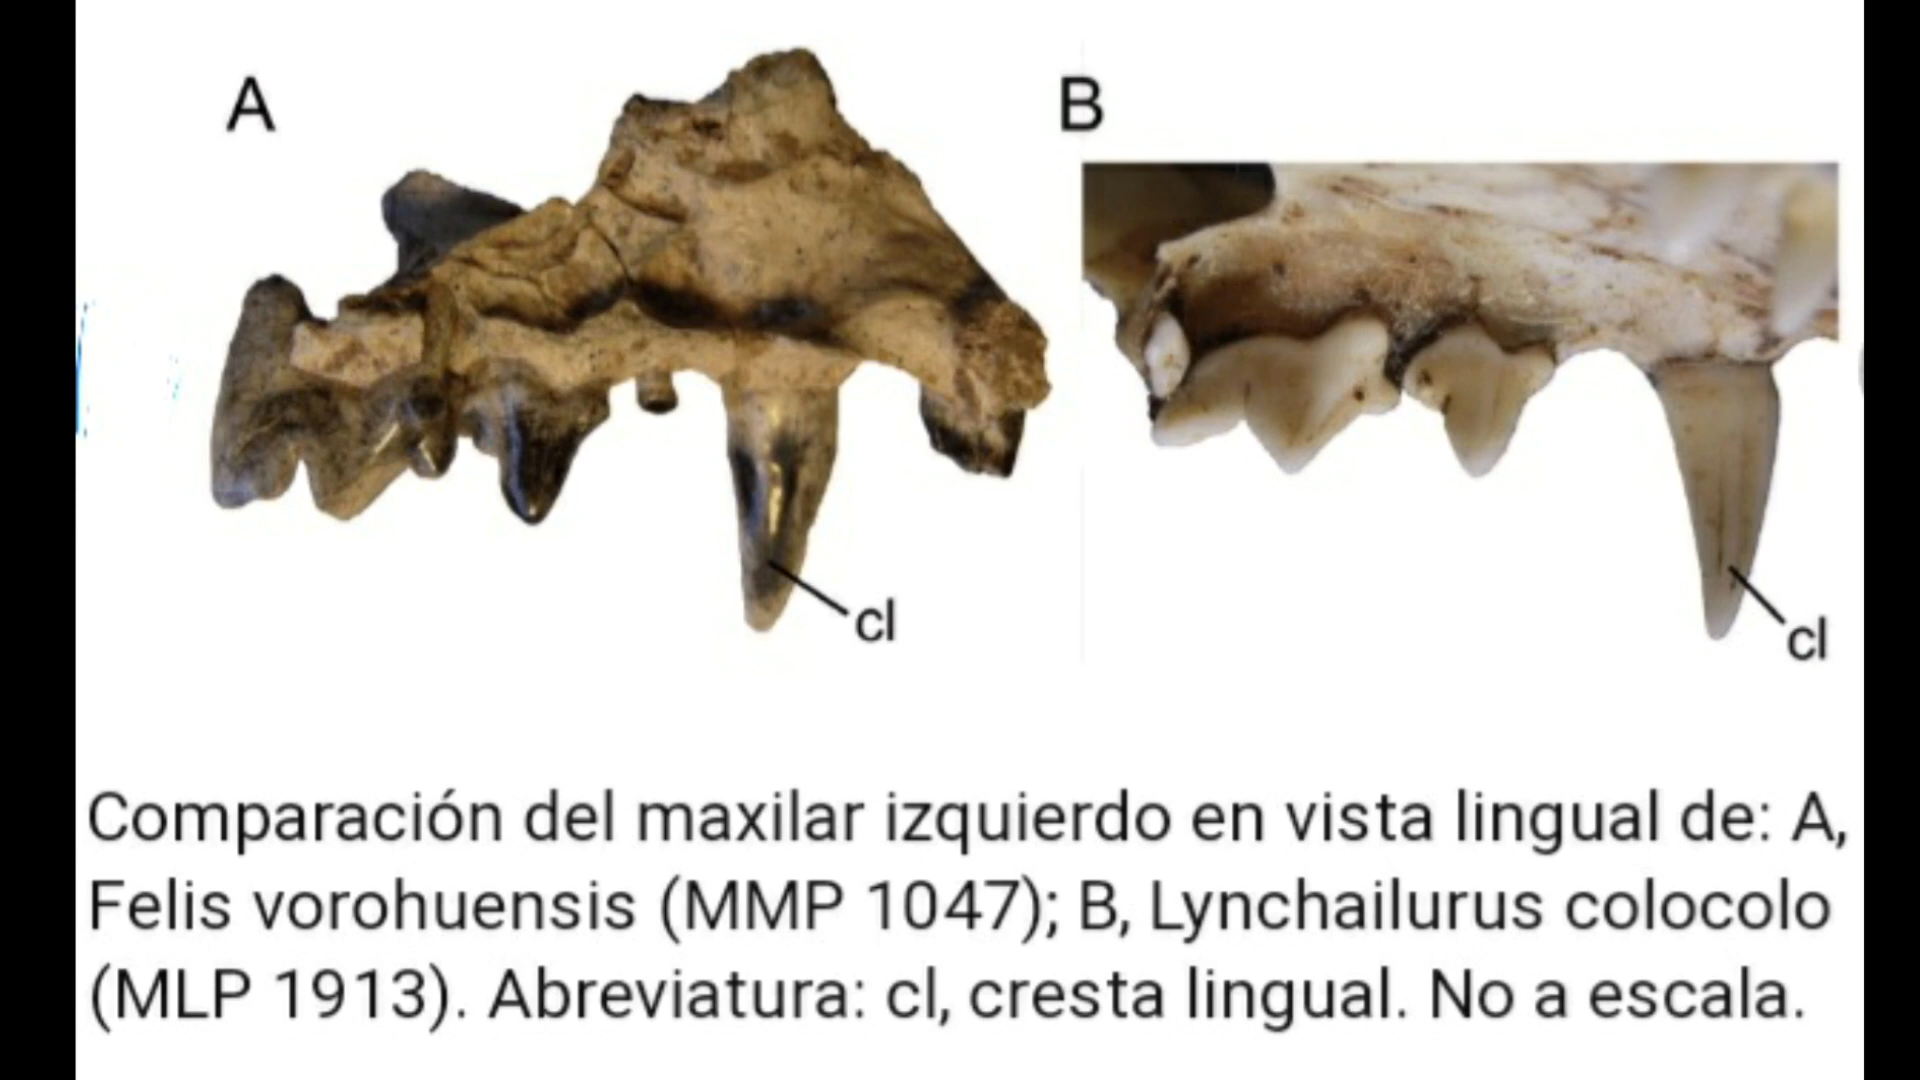 A
B
cl
cl
Comparación del maxilar izquierdo en vista lingual de: A,
Felis vorohuensis (MMP 1047); B, Lynchailurus colocolo
(MLP 1913). Abreviatura: cl, cresta lingual. No a escala.